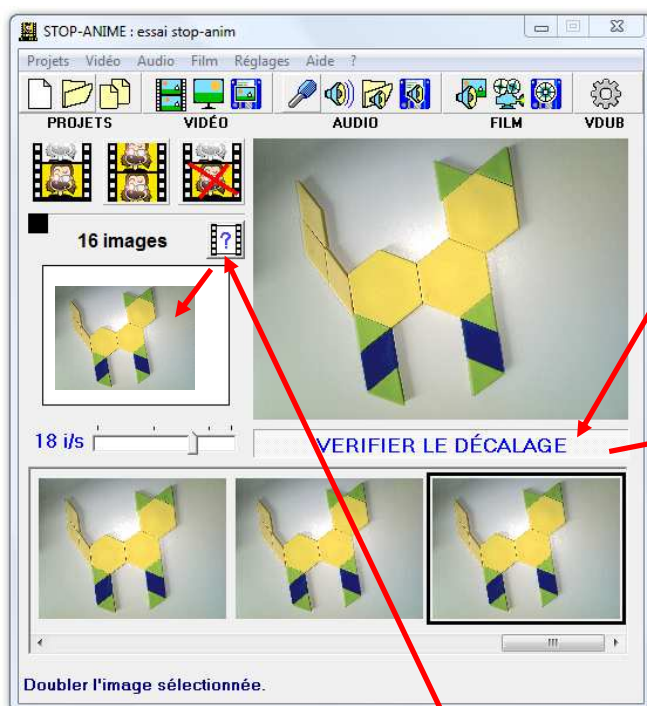 STOP-ANIME : essai stop-anim
Projets Vidéo Audio Film Réglages Aide ?
PROJETS VIDÉO AUDIO FILM VDUB
16 images
?
18 i/s
VERIFIER LE DÉCALAGE
Doubler l'image sélectionnée.